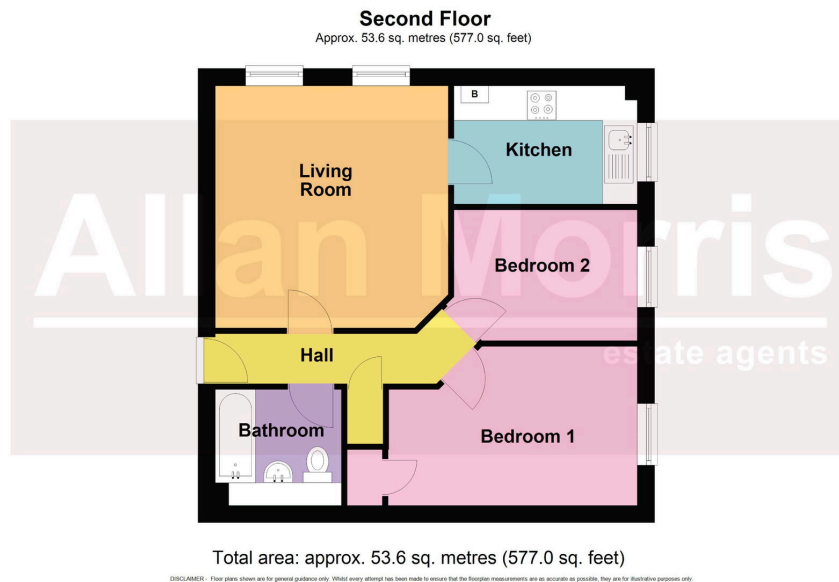 Second Floor
Approx. 53.6 sq. metres (577.0 sq. feet)
B
Kitchen
Living
Room
Allan Morris
Bedroom 2
Hall
estate agents
Bathroom
Bedroom 1
Total area: approx. 53.6 sq. metres (577.0 sq. feet)
DISCLAIMER - Floor plans shown are for general guidance only. Whilst every attempt has been made to ensure that the floorplan measurements are as accurate as possible, they are for illustrative purposes only.